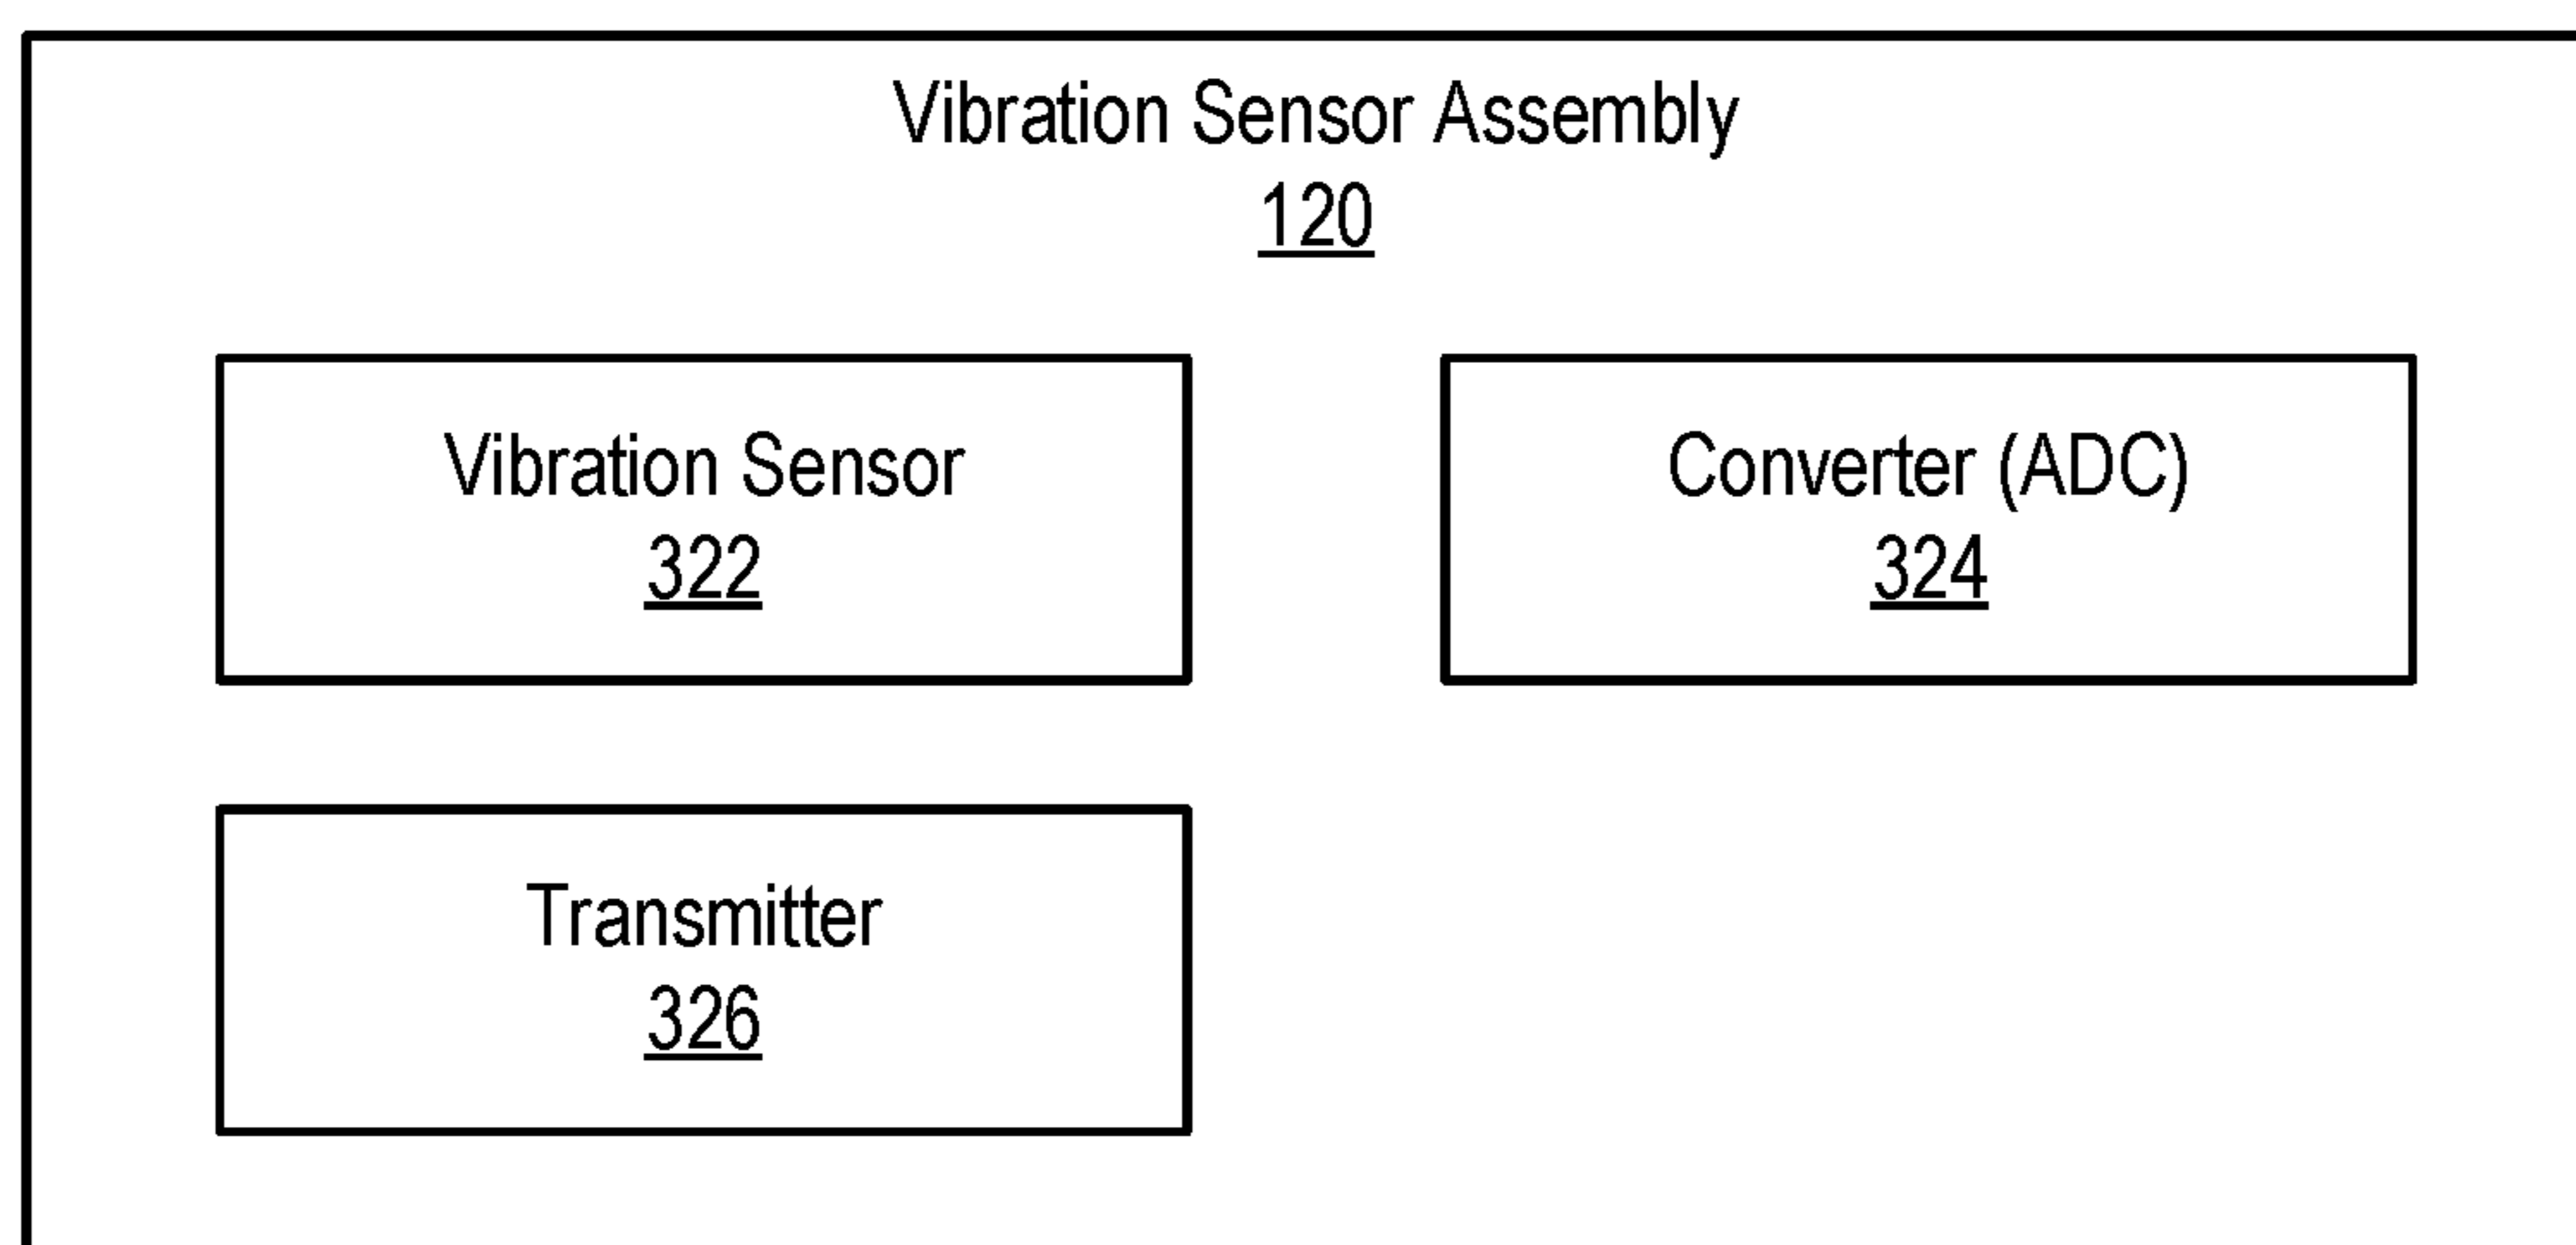 Vibration Sensor Assembly
120
Vibration Sensor
322
Converter (ADC)
324
Transmitter
326